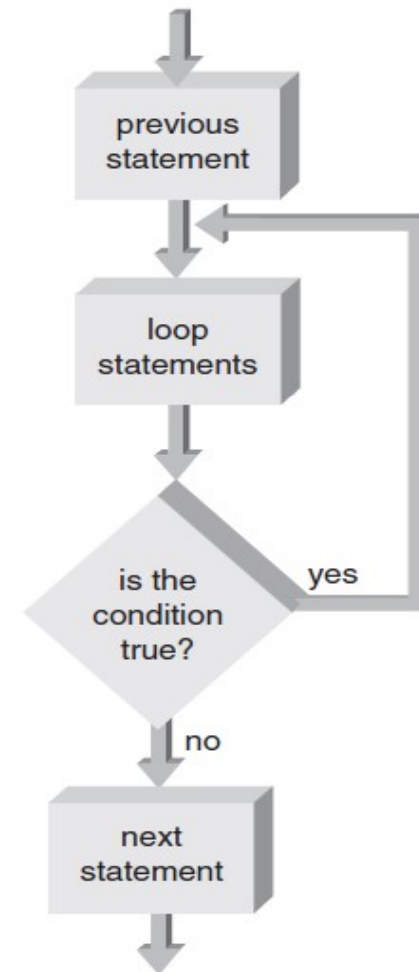 previous
statement
loop
statements
is the
condition
true?
yes
no
next
statement